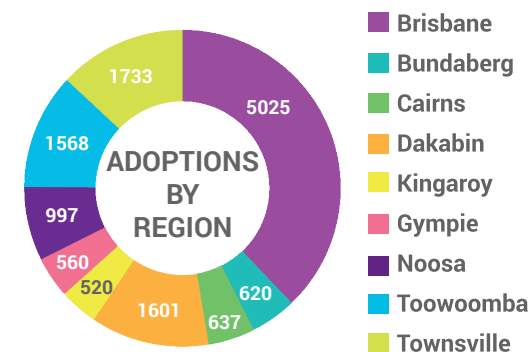 ADOPTIONS
BY
REGION
5025
620
637
1601
520
560
997
1568
1733
Brisbane
Bundaberg
Cairns
Dakabin
Kingaroy
Gympie
Noosa
Toowoomba
Townsville